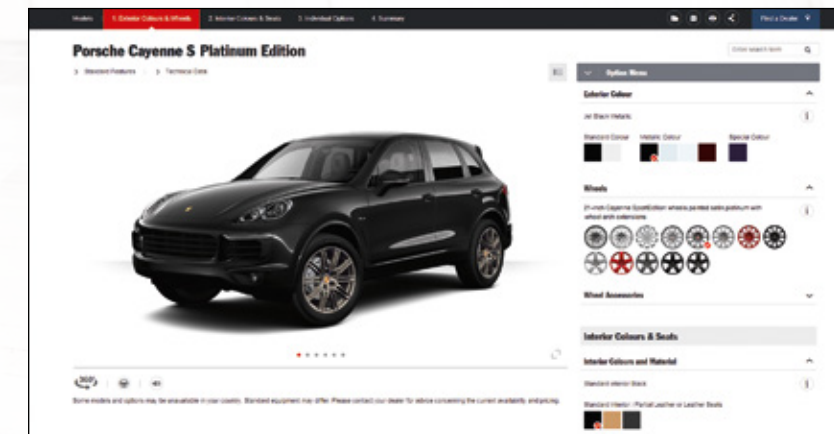 Models
1. Exterior Colours & Wheels
2. Interior Colours & Seats
3. Individual Options
4. Summary
Find a Dealer
Porsche Cayenne S Platinum Edition
Enter search term
Standard Features
Technical Data
Option Menu
Exterior Colour
Jet Black Metallic
Standard Colour
Metallic Colour
Special Colour
Wheels
21-inch Cayenne SportEdition wheels painted satin platinum with
wheel arch extensions
Wheel Accessories
Interior Colours & Seats
Interior Colours and Material
Standard interior Black
Standard Interior / Partial Leather or Leather Seats
360°
Some models and options may be unavailable in your country. Standard equipment may differ. Please contact your dealer for advice concerning the current availability and pricing.